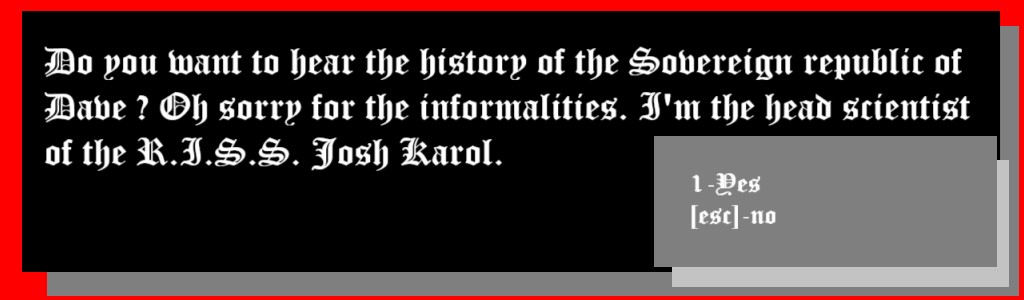 Do you want to hear the history of the Sovereign republic of
Dave ? Oh sorry for the informalities. I'm the head scientist
of the R.I.S.S. Josh Karol.
1-Yes
[esc]-no